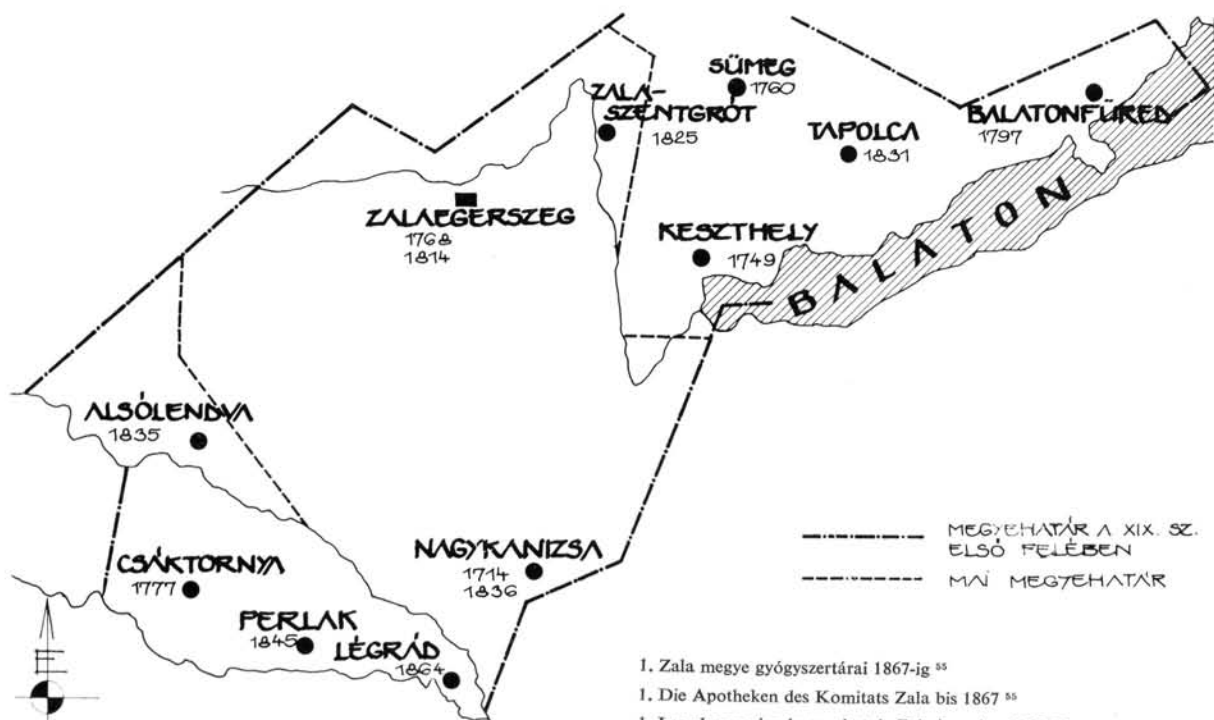 SÜMEG
1760
ZALA-
SZENTGRÓT
1825
TAPOLCA
1831
BALATONFÜRED
1797
ZALAEGERSZEG
1768
1814
KESZTHELY
1749
BALATON
ALSÓLENDVA
1835
CSÁKTORNYA
1777
PERLAK
1845
LÉGRÁD
1864
NAGYKANIZSA
1714
1836
MEGYEHATÁR A XIX. SZ.
ELSŐ FELÉBEN
MAI MEGYEHATÁR
É
1. Zala megye gyógyszertárai 1867-ig 55
1. Die Apotheken des Komitats Zala bis 1867 55